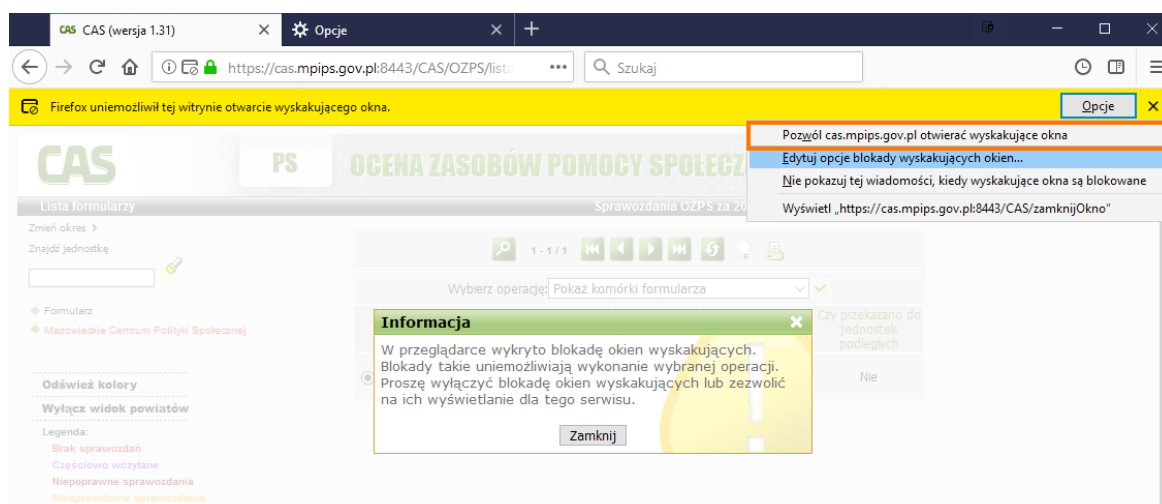 CAS CAS (wersja 1.31)
Opcje
https://cas.mpips.gov.pl:8443/CAS/OZPS/lista
Szukaj
Firefox uniemożliwił tej witrynie otwarcie wyskakującego okna.
Opcje
Pozwól cas.mpips.gov.pl otwierać wyskakujące okna
Edytuj opcje blokady wyskakujących okien...
Nie pokazuj tej wiadomości, kiedy wyskakujące okna są blokowane
Wyświetl „https://cas.mpips.gov.pl:8443/CAS/zamknijOkno”
CAS
PS
OCENA ZASOBÓW POMOCY SPOŁECZ
Lista formularzy
Sprawozdania OZPS za 20
Zmień okres >
Znajdź jednostkę
1 - 1 / 1
Wybierz operację: Pokaż komórki formularza
Formularz
Mazowieckie Centrum Polityki Społecznej
Czy przekazano do
jednostek
podległych
Nie
Informacja
W przeglądarce wykryto blokadę okien wyskakujących.
Blokady takie uniemożliwiają wykonanie wybranej operacji.
Proszę wyłączyć blokadę okien wyskakujących lub zezwolić
na ich wyświetlanie dla tego serwisu.
Zamknij
Odśwież kolory
Wyłącz widok powiatów
Legenda:
Brak sprawozdań
Częściowo wczytane
Niepoprawne sprawozdania
Niesprawdzone sprawozdania